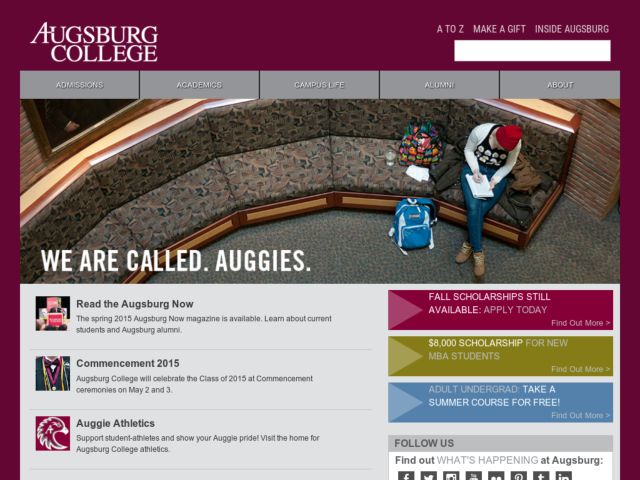 AUGSBURG
COLLEGE
A TO Z MAKE A GIFT INSIDE AUGSBURG
ADMISSIONS ACADEMICS CAMPUS LIFE ALUMNI ABOUT
WE ARE CALLED. AUGGIES.
Read the Augsburg Now
The spring 2015 Augsburg Now magazine is available. Learn about current
students and Augsburg alumni.
Commencement 2015
Augsburg College will celebrate the Class of 2015 at Commencement
ceremonies on May 2 and 3.
Auggie Athletics
Support student-athletes and show your Auggie pride! Visit the home for
Augsburg College athletics.
FALL SCHOLARSHIPS STILL
AVAILABLE: APPLY TODAY
Find Out More >
$8,000 SCHOLARSHIP FOR NEW
MBA STUDENTS
Find Out More >
ADULT UNDERGRAD: TAKE A
SUMMER COURSE FOR FREE!
Find Out More >
FOLLOW US
Find out WHAT'S HAPPENING at Augsburg: